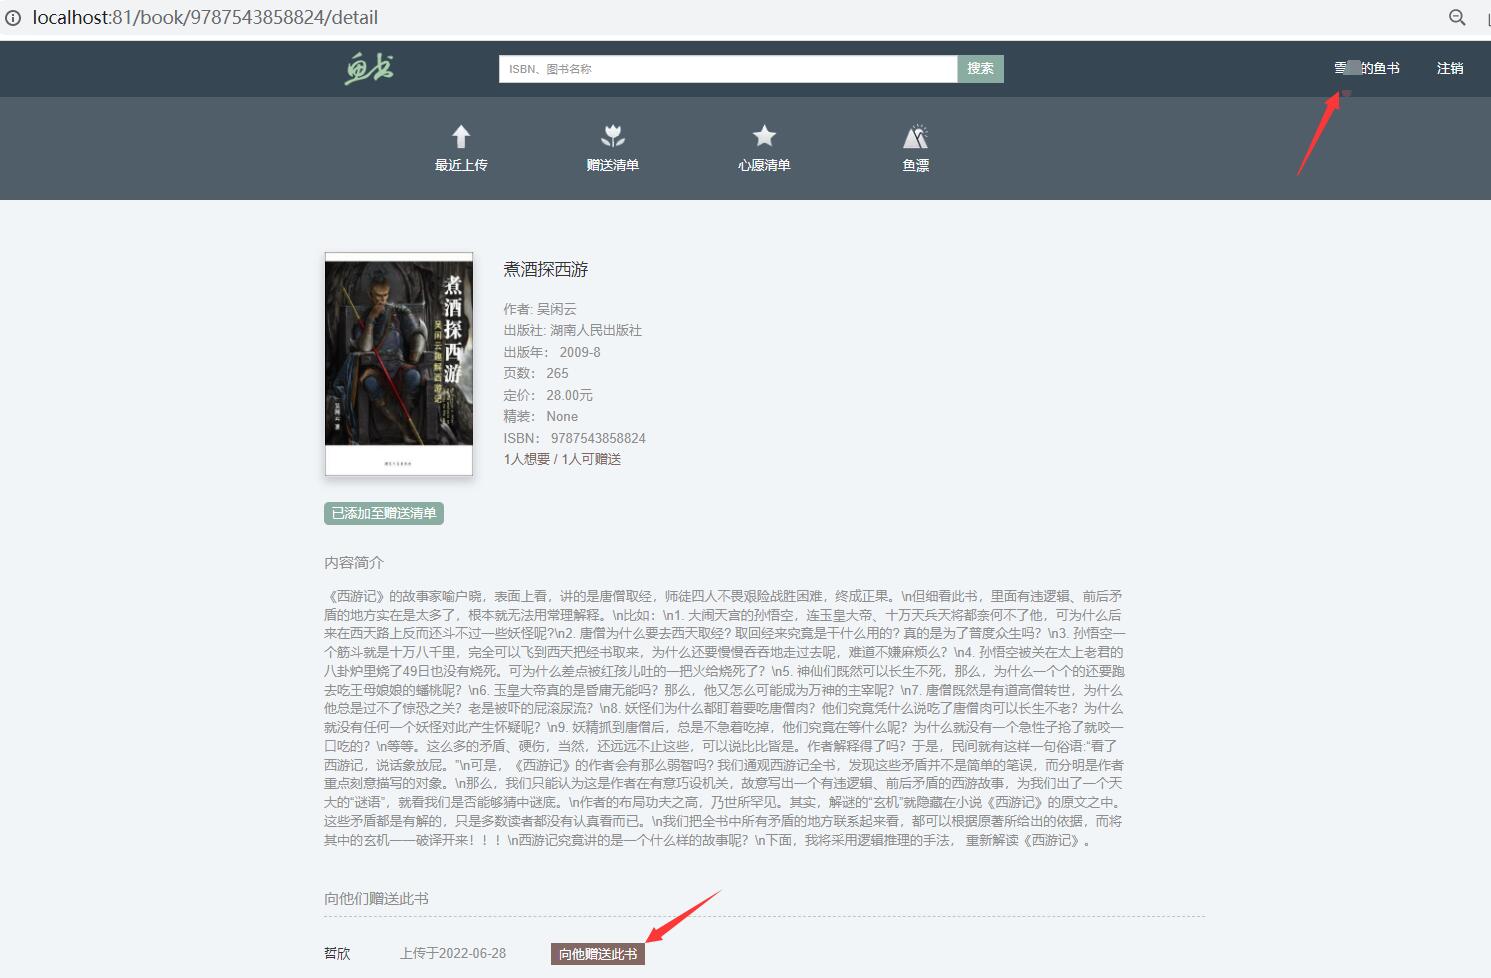 localhost:81/book/9787543858824/detail
鱼书
ISBN、图书名称
搜索
雪
的鱼书
注销
最近上传
赠送清单
心愿清单
鱼漂
煮酒探西游
吴闲云趣解西游记
吴闲云 著
煮酒探西游
作者: 吴闲云
出版社: 湖南人民出版社
出版年： 2009-8
页数： 265
定价： 28.00元
精装： None
ISBN： 9787543858824
1人想要 / 1人可赠送
已添加至赠送清单
内容简介
《西游记》的故事家喻户晓，表面上看，讲的是唐僧取经，师徒四人不畏艰险战胜困难，终成正果。\n但细看此书，里面有违逻辑、前后矛
盾的地方实在是太多了，根本就无法用常理解释。\n比如：\n1. 大闹天宫的孙悟空，连玉皇大帝、十万天兵天将都奈何不了他，可为什么后
来在西天路上反而还斗不过一些妖怪呢?\n2. 唐僧为什么要去西天取经? 取回经来究竟是干什么用的? 真的是为了普度众生吗？\n3. 孙悟空一
个筋斗就是十万八千里，完全可以飞到西天把经书取来，为什么还要慢慢吞吞地走过去呢，难道不嫌麻烦么？\n4. 孙悟空被关在太上老君的
八卦炉里烧了49日也没有烧死。可为什么差点被红孩儿吐的一把火给烧死了？\n5. 神仙们既然可以长生不死，那么，为什么一个个的还要跑
去吃王母娘娘的蟠桃呢？\n6. 玉皇大帝真的是昏庸无能吗？那么，他又怎么可能成为万神的主宰呢？\n7. 唐僧既然是有道高僧转世，为什么
他总是过不了惊恐之关？老是被吓的屁滚尿流？\n8. 妖怪们为什么都盯着要吃唐僧肉？他们究竟凭什么说吃了唐僧肉可以长生不老？为什么
就没有任何一个妖怪对此产生怀疑呢？\n9. 妖精抓到唐僧后，总是不急着吃掉，他们究竟在等什么呢？为什么就没有一个急性子抢了就咬一
口吃的？\n等等。这么多的矛盾、硬伤，当然，还远远不止这些，可以说比比皆是。作者解释得了吗？于是，民间就有这样一句俗语:“看了
西游记，说话象放屁。”\n可是，《西游记》的作者会有那么弱智吗? 我们通观西游记全书，发现这些矛盾并不是简单的笔误，而分明是作者
重点刻意描写的对象。\n那么，我们只能认为这是作者在有意巧设机关，故意写出一个有违逻辑、前后矛盾的西游故事，为我们出了一个天
大的“谜语”，就看我们是否能够猜中谜底。\n作者的布局功夫之高，乃世所罕见。其实，解谜的“玄机”就隐藏在小说《西游记》的原文之中。
这些矛盾都是有解的，只是多数读者都没有认真看而已。\n我们把全书中所有矛盾的地方联系起来看，都可以根据原著所给出的依据，而将
其中的玄机一一破译开来！！！\n西游记究竟讲的是一个什么样的故事呢？\n下面，我将采用逻辑推理的手法， 重新解读《西游记》。
向他们赠送此书
哲欣
上传于2022-06-28
向他赠送此书